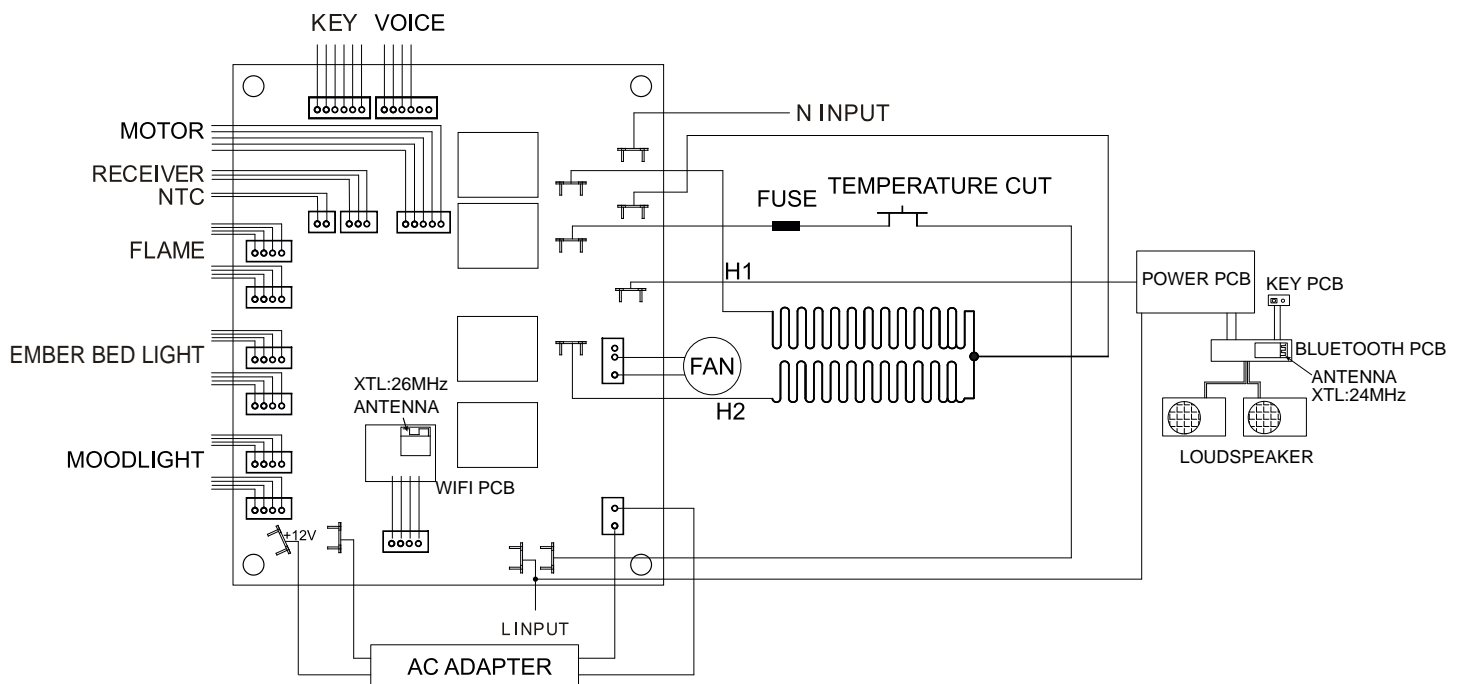 KEY VOICE
MOTOR
N INPUT
RECEIVER
NTC
FUSE
TEMPERATURE CUT
FLAME
H1
POWER PCB
KEY PCB
EMBER BED LIGHT
FAN
BLUETOOTH PCB
XTL:26MHz
ANTENNA
ANTENNA
XTL:24MHz
H2
MOODLIGHT
LOUDSPEAKER
WIFI PCB
+12V
L INPUT
AC ADAPTER